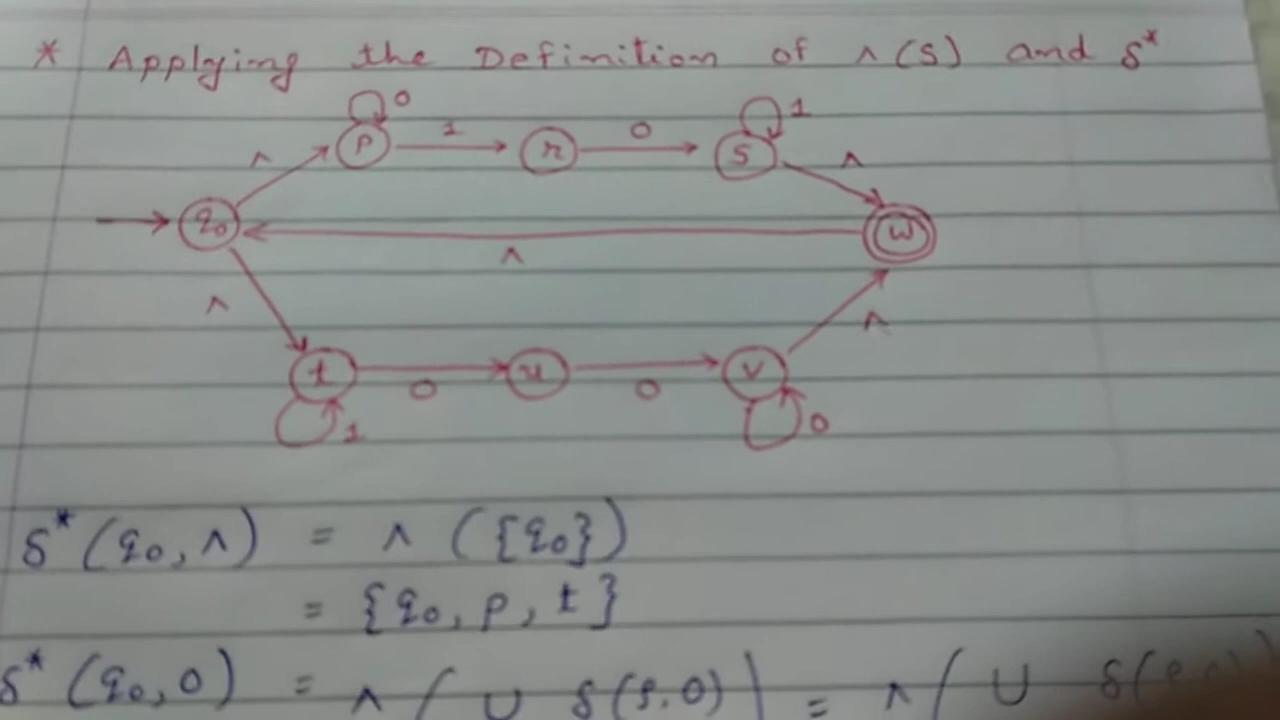 * Applying the Definition of ʌ(S) and δ*
0 1
ʌ P 1 r 0 S ʌ
q₀ w
ʌ
ʌ ʌ
t 0 u 0 v
1 0
δ*(q₀, ʌ) = ʌ({q₀})
= {q₀, p, t}
δ*(q₀, 0) = ʌ( ∪ δ(p, 0) ) = ʌ( ∪ δ(